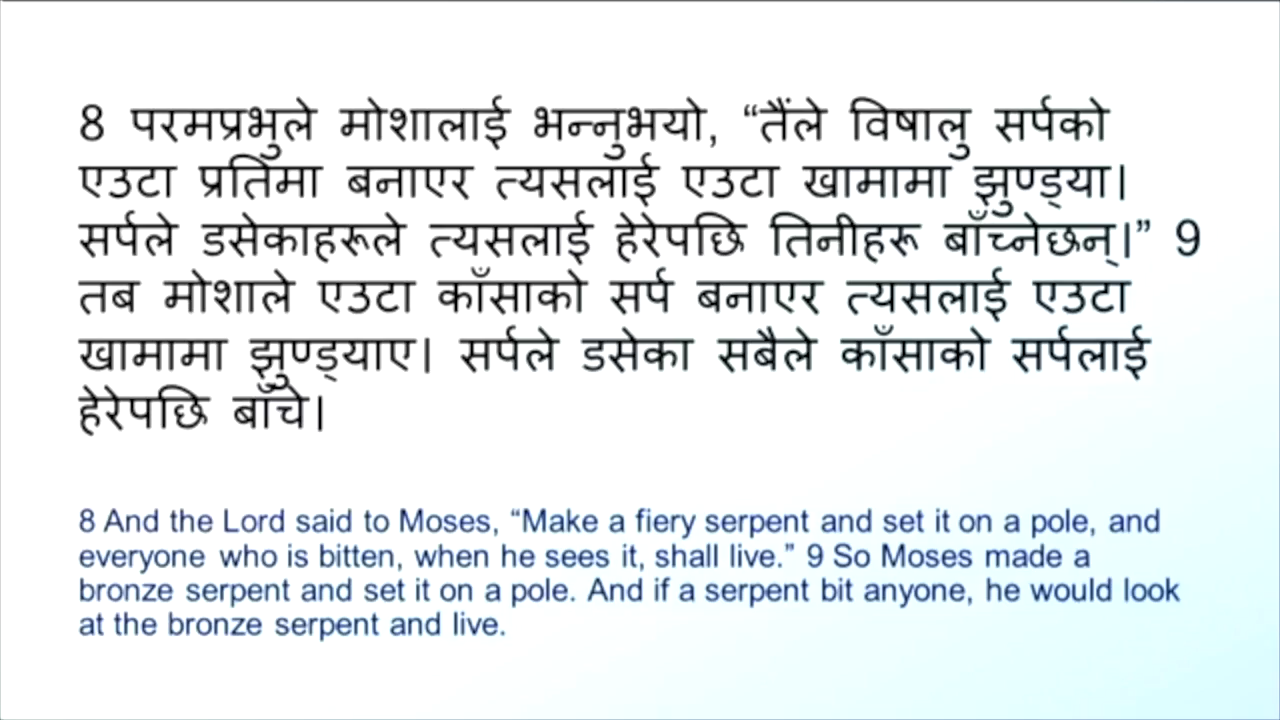 8 परमप्रभुले मोशालाई भन्नुभयो, “तैंले विषालु सर्पको
एउटा प्रतिमा बनाएर त्यसलाई एउटा खामामा झुण्ड्या।
सर्पले डसेकाहरूले त्यसलाई हेरेपछि तिनीहरू बाँच्नेछन्।” 9
तब मोशाले एउटा काँसाको सर्प बनाएर त्यसलाई एउटा
खामामा झुण्ड्याए। सर्पले डसेका सबैले काँसाको सर्पलाई
हेरेपछि बाँचे।
8 And the Lord said to Moses, “Make a fiery serpent and set it on a pole, and
everyone who is bitten, when he sees it, shall live.” 9 So Moses made a
bronze serpent and set it on a pole. And if a serpent bit anyone, he would look
at the bronze serpent and live.